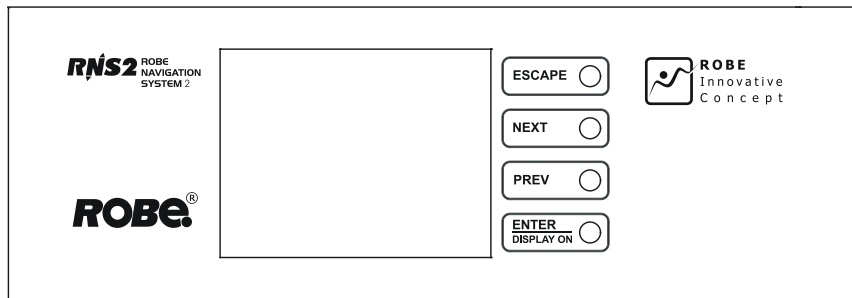 RNS2 ROBE
NAVIGATION
SYSTEM 2
ROBE®
ESCAPE
NEXT
PREV
ENTER
DISPLAY ON
ROBE
Innovative
Concept